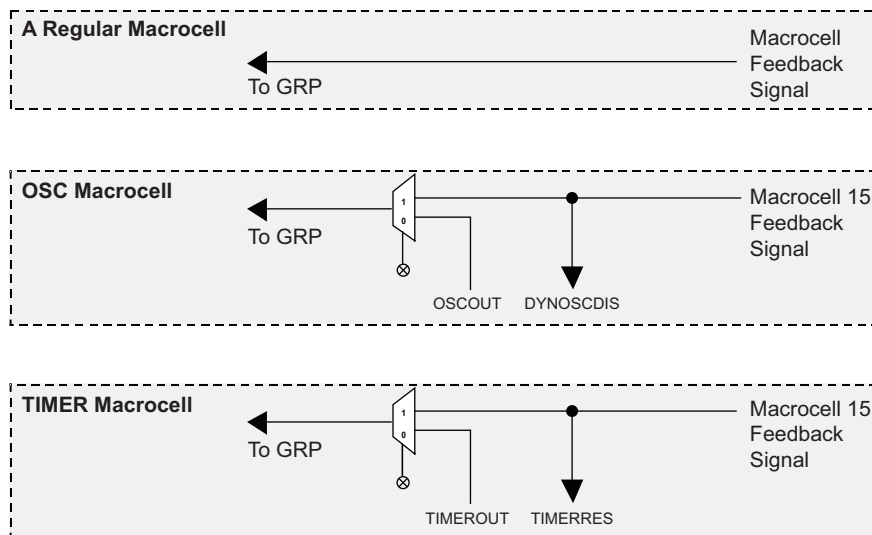 A Regular Macrocell
Macrocell
Feedback
Signal
To GRP
OSC Macrocell
1
0
Macrocell 15
Feedback
Signal
To GRP
OSCOUT DYNOSCDIS
TIMER Macrocell
1
0
Macrocell 15
Feedback
Signal
To GRP
TIMEROUT TIMERRES